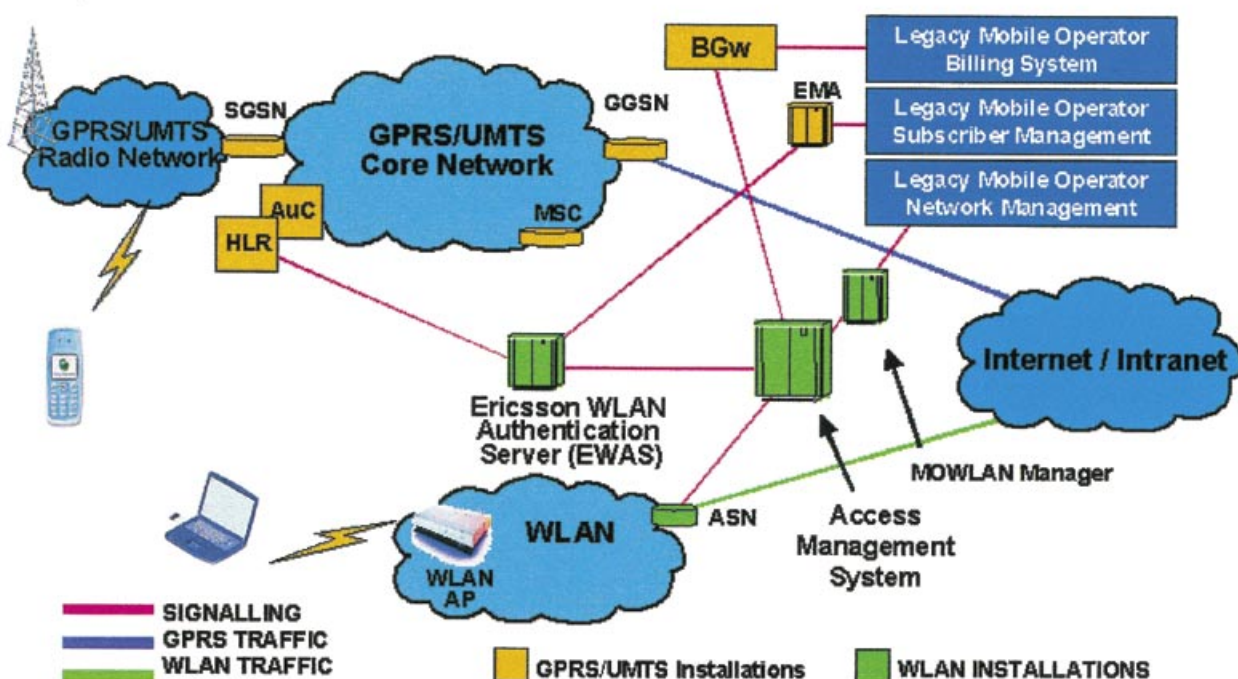 BGw
Legacy Mobile Operator
Billing System
EMA
Legacy Mobile Operator
Subscriber Management
Legacy Mobile Operator
Network Management
GPRS/UMTS
Radio Network
SGSN
GPRS/UMTS
Core Network
GGSN
AuC
HLR
MSC
Internet / Intranet
Ericsson WLAN
Authentication
Server (EWAS)
MOWLAN Manager
Access
Management
System
WLAN
ASN
WLAN
AP
SIGNALLING
GPRS TRAFFIC
WLAN TRAFFIC
GPRS/UMTS Installations
WLAN INSTALLATIONS